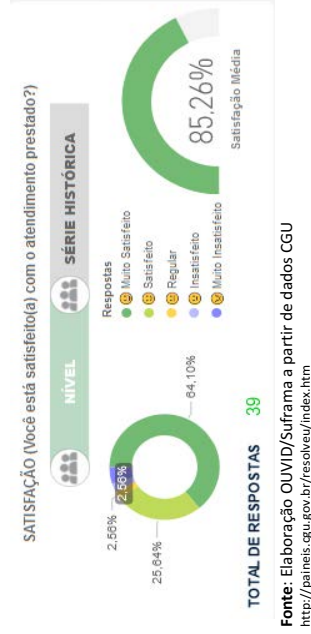 SATISFAÇÃO (Você está satisfeito(a) com o atendimento prestado?)
NÍVEL
SÉRIE HISTÓRICA
2,56%
2,56%
25,64%
64,10%
Respostas
Muito Satisfeito
Satisfeito
Regular
Insatisfeito
Muito Insatisfeito
85,26%
Satisfação Média
TOTAL DE RESPOSTAS 39
Fonte: Elaboração OUVID/Suframa a partir de dados CGU
http://paineis.cgu.gov.br/resolveu/index.htm